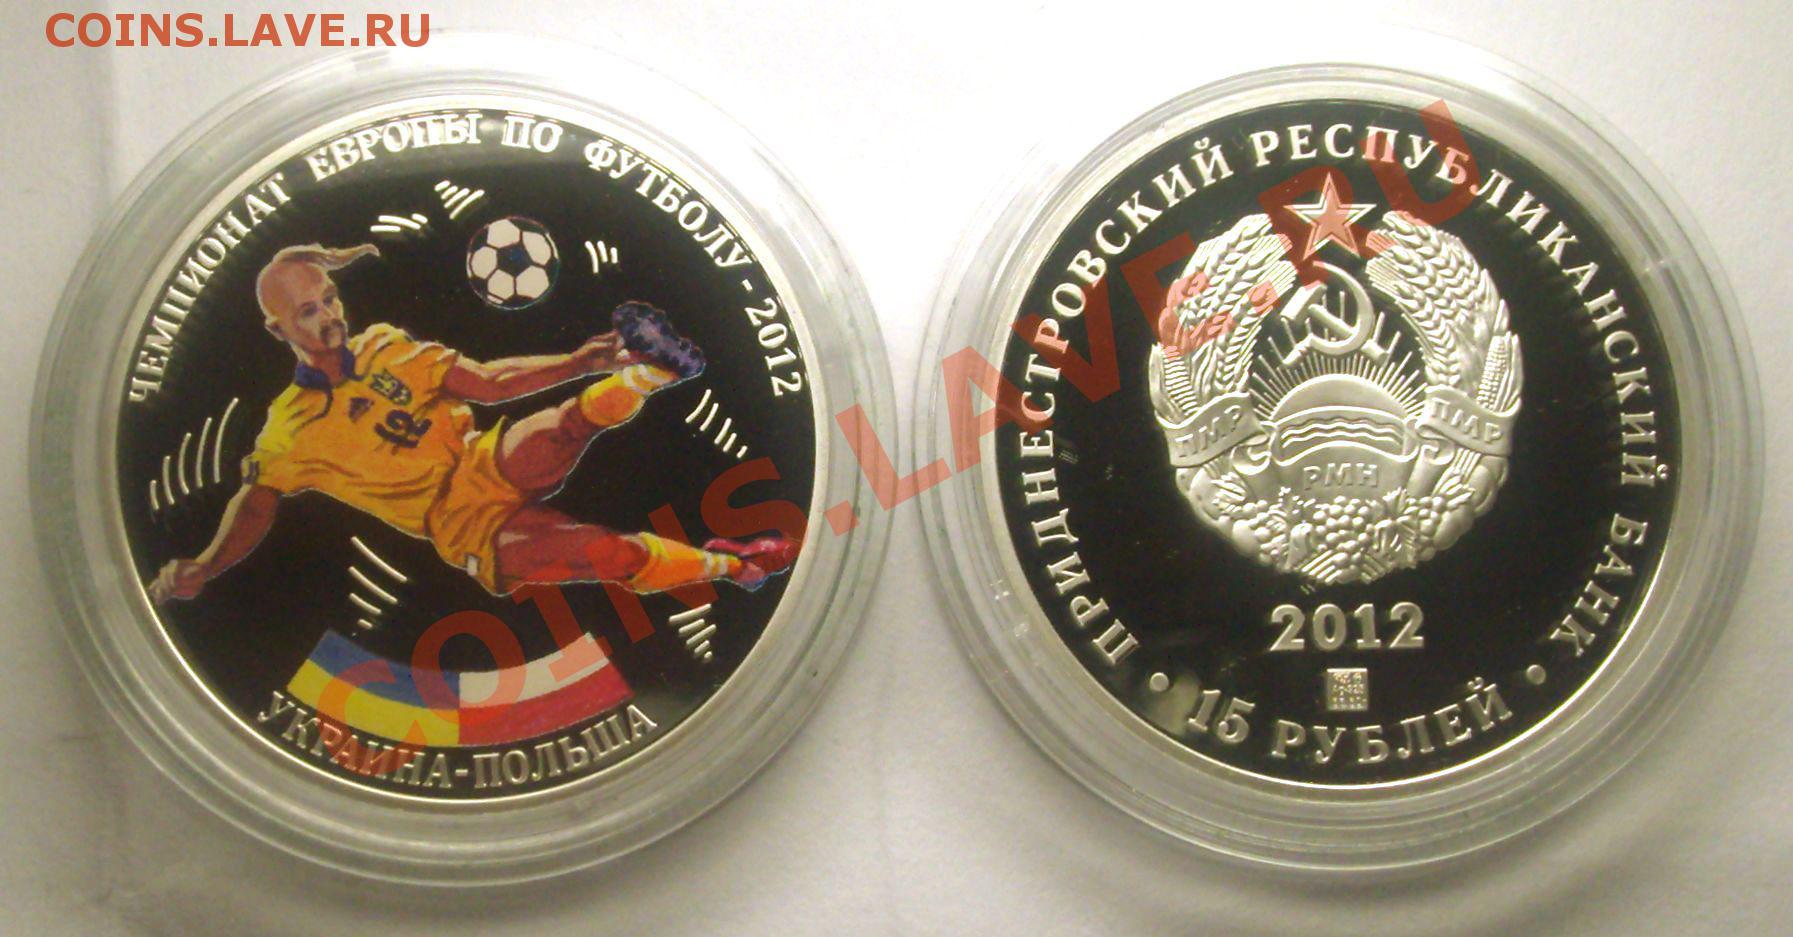 COINS.LAVE.RU
ЧЕМПИОНАТ ЕВРОПЫ ПО ФУТБОЛУ - 2012
12
УКРАИНА-ПОЛЬША
ПРИДНЕСТРОВСКИЙ РЕСПУБЛИКАНСКИЙ БАНК
ПМР
ПМР
РМН
2012
• 15 РУБЛЕЙ •
COINS.LAVE.RU